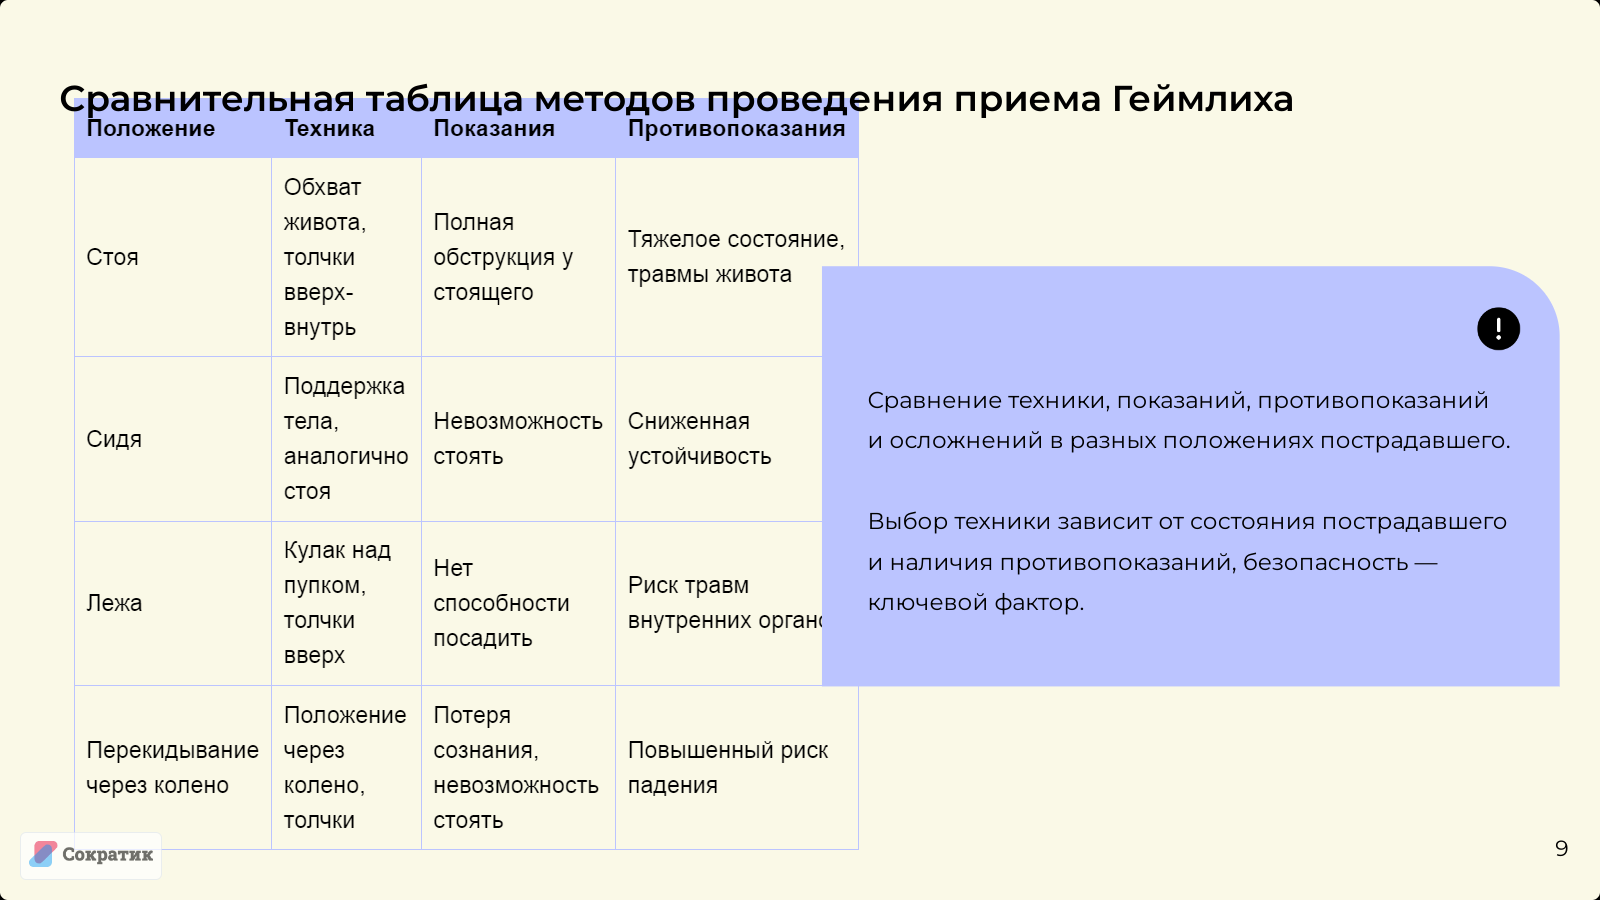 Сравнительная таблица методов проведения приема Геймлиха
Положение
Техника
Показания
Противопоказания
Стоя
Обхват
живота,
толчки
вверх-
внутрь
Полная
обструкция у
стоящего
Тяжелое состояние,
травмы живота
Сидя
Поддержка
тела,
аналогично
стоя
Невозможность
стоять
Сниженная
устойчивость
Лежа
Кулак над
пупком,
толчки
вверх
Нет
способности
посадить
Риск травм
внутренних
Перекидывание
через колено
Положение
через
колено,
толчки
Потеря
сознания,
невозможность
стоять
Повышенный риск
падения
Сравнение техники, показаний, противопоказаний
и осложнений в разных положениях пострадавшего.
Выбор техники зависит от состояния пострадавшего
и наличия противопоказаний, безопасность —
ключевой фактор.
Сократик
9